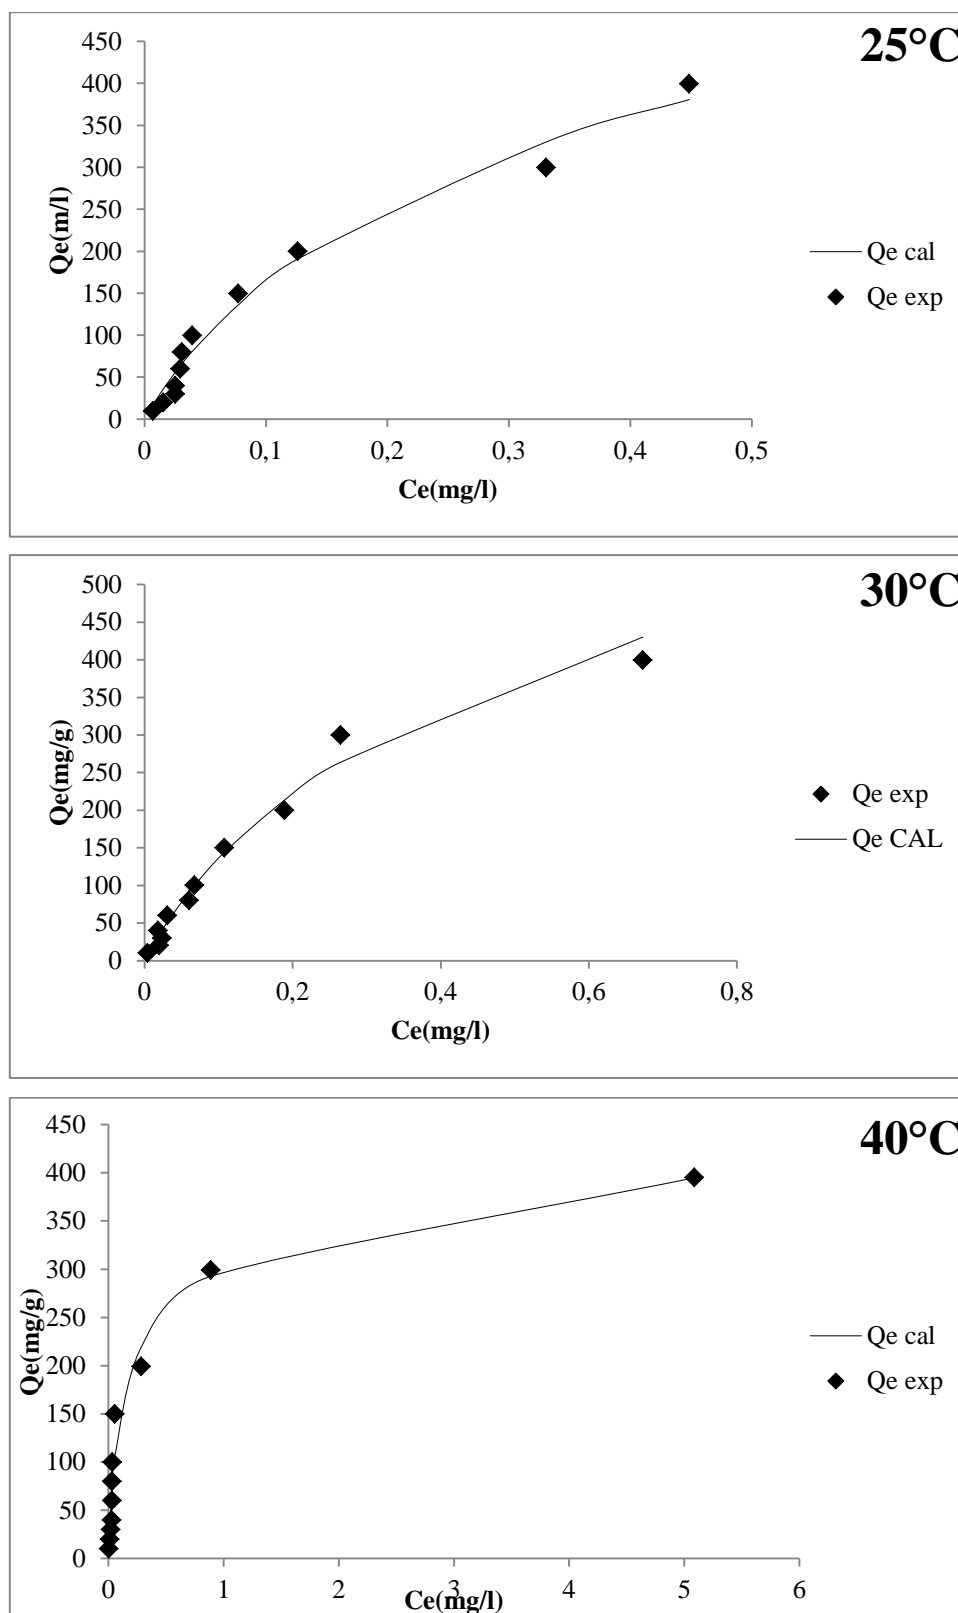 25°C
450
400
350
300
250
200
150
100
50
0
Qe(m/l)
0 0,1 0,2 0,3 0,4 0,5
Ce(mg/l)
Qe cal
Qe exp
30°C
500
450
400
350
300
250
200
150
100
50
0
Qe(mg/g)
0 0,2 0,4 0,6 0,8
Ce(mg/l)
Qe exp
Qe CAL
40°C
450
400
350
300
250
200
150
100
50
0
Qe(mg/g)
0 1 2 3 4 5 6
Ce(mg/l)
Qe cal
Qe exp